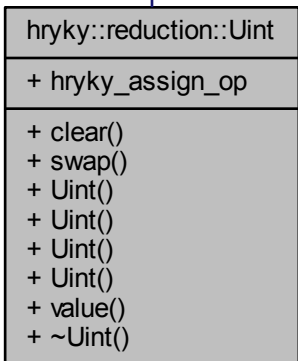 hryky::reduction::Uint
+ hryky_assign_op
+ clear()
+ swap()
+ Uint()
+ Uint()
+ Uint()
+ Uint()
+ value()
+ ~Uint()